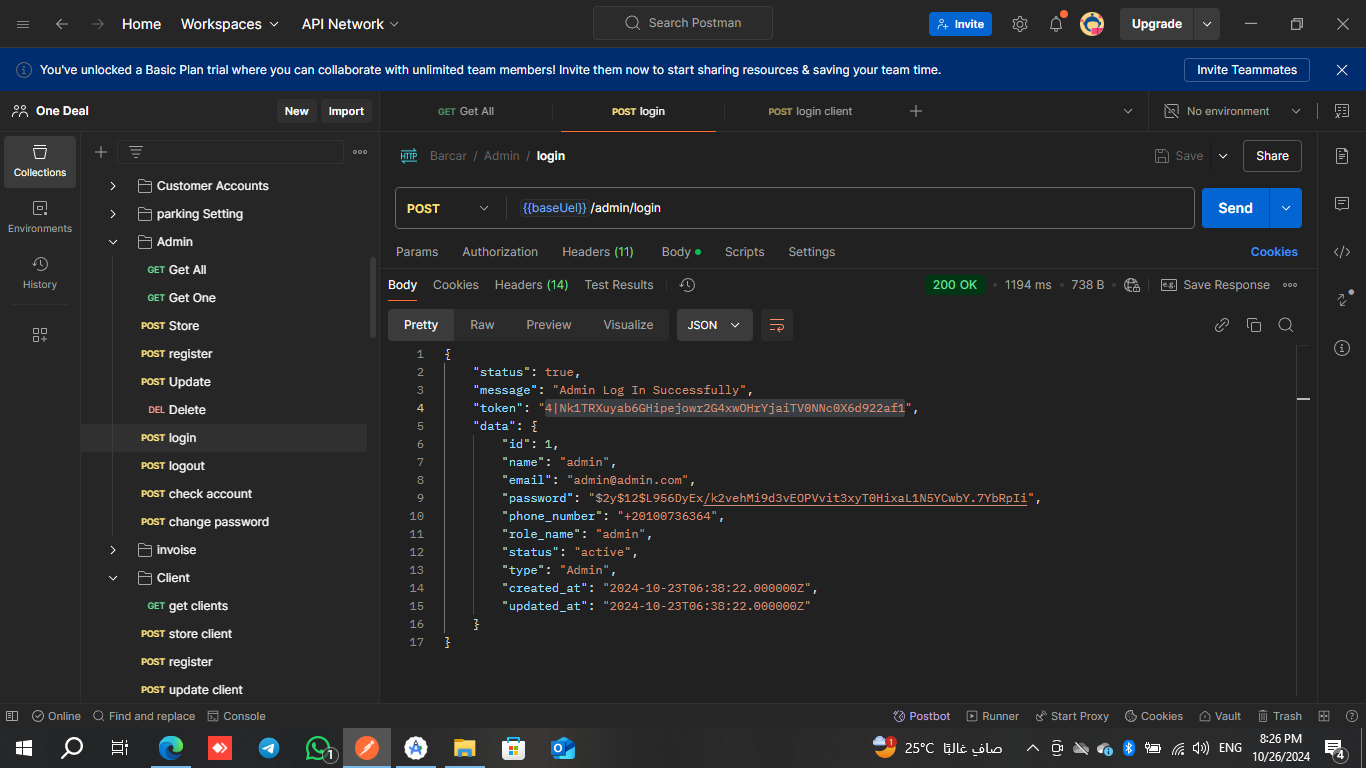 Home Workspaces API Network Search Postman Invite Upgrade
You've unlocked a Basic Plan trial where you can collaborate with unlimited team members! Invite them now to start sharing resources & saving your team time. Invite Teammates
One Deal New Import GET Get All POST login POST login client No environment
Collections
Environments
History
Customer Accounts
parking Setting
Admin
GET Get All
GET Get One
POST Store
POST register
POST Update
DEL Delete
POST login
POST logout
POST check account
POST change password
invoise
Client
GET get clients
POST store client
POST register
POST update client
HTTP Barcar / Admin / login Save Share
POST {{baseUel}} /admin/login Send
Params Authorization Headers (11) Body Scripts Settings Cookies
Body Cookies Headers (14) Test Results 200 OK 1194 ms 738 B e.g. Save Response
Pretty Raw Preview Visualize JSON
1 {
2 "status": true,
3 "message": "Admin Log In Successfully",
4 "token": "4|Nk1TRXuyab6GHipejowr2G4xwOHrYjaiTV0NNc0X6d922af1",
5 "data": {
6 "id": 1,
7 "name": "admin",
8 "email": "admin@admin.com",
9 "password": "$2y$12$L956DyEx/k2vehMi9d3vEOPVvit3xyT0HixaL1N5YCwbY.7YbRpIi",
10 "phone_number": "+20100736364",
11 "role_name": "admin",
12 "status": "active",
13 "type": "Admin",
14 "created_at": "2024-10-23T06:38:22.000000Z",
15 "updated_at": "2024-10-23T06:38:22.000000Z"
16 }
17 }
Online Find and replace Console Postbot Runner Start Proxy Cookies Vault Trash
1 1 25°C صافٍ غالبًا ENG 8:26 PM
10/26/2024 4